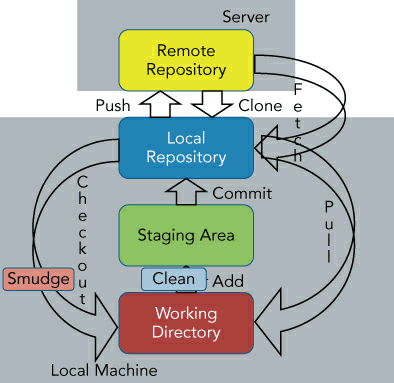 Server
Remote
Repository
Push
Clone
Fetch
Local
Repository
Commit
Checkout
Pull
Staging Area
Smudge
Clean
Add
Working
Directory
Local Machine